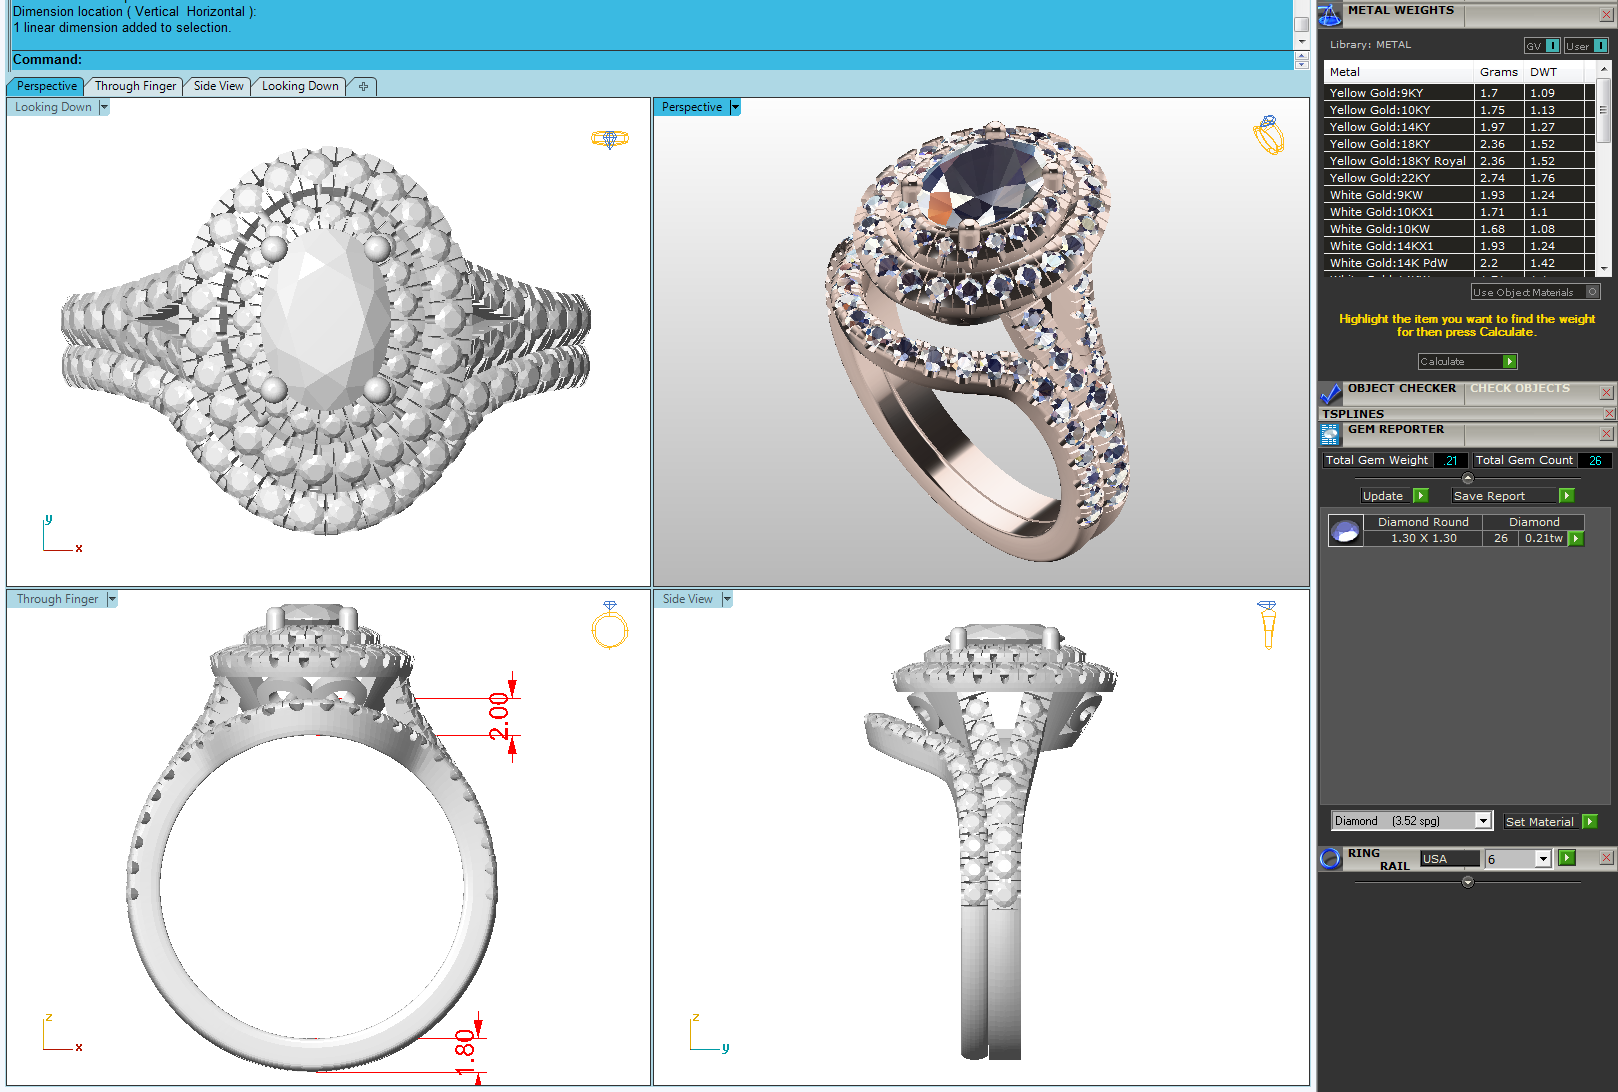 Dimension location ( Vertical  Horizontal ):
1 linear dimension added to selection.
Command:
Perspective
Through Finger
Side View
Looking Down
Looking Down
y
x
Perspective
Through Finger
2.00
1.80
z
x
Side View
z
y
METAL WEIGHTS
Library: METAL
GV
User
Metal Grams DWT
Yellow Gold:9KY 1.7 1.09
Yellow Gold:10KY 1.75 1.13
Yellow Gold:14KY 1.97 1.27
Yellow Gold:18KY 2.36 1.52
Yellow Gold:18KY Royal 2.36 1.52
Yellow Gold:22KY 2.74 1.76
White Gold:9KW 1.93 1.24
White Gold:10KX1 1.71 1.1
White Gold:10KW 1.68 1.08
White Gold:14KX1 1.93 1.24
White Gold:14K PdW 2.2 1.42
Use Object Materials
Highlight the item you want to find the weight
for then press Calculate.
Calculate
OBJECT CHECKER CHECK OBJECTS
TSPLINES
GEM REPORTER
Total Gem Weight .21 Total Gem Count 26
Update Save Report
Diamond Round Diamond
1.30 X 1.30 26 0.21tw
Diamond (3.52 spg) Set Material
RING RAIL USA 6